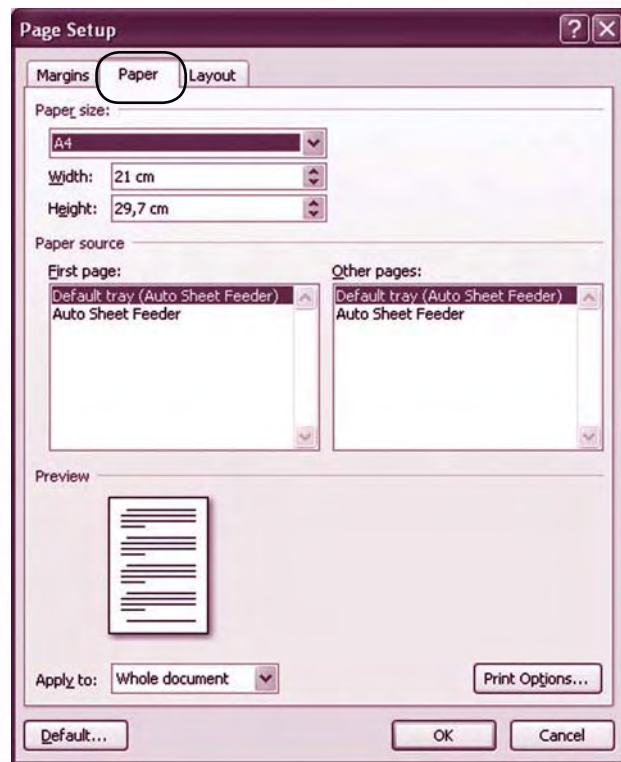 Page Setup
Margins Paper Layout
Paper size:
A4
Width: 21 cm
Height: 29,7 cm
Paper source
First page: Other pages:
Default tray (Auto Sheet Feeder) Default tray (Auto Sheet Feeder)
Auto Sheet Feeder Auto Sheet Feeder
Preview
Apply to: Whole document Print Options...
Default... OK Cancel